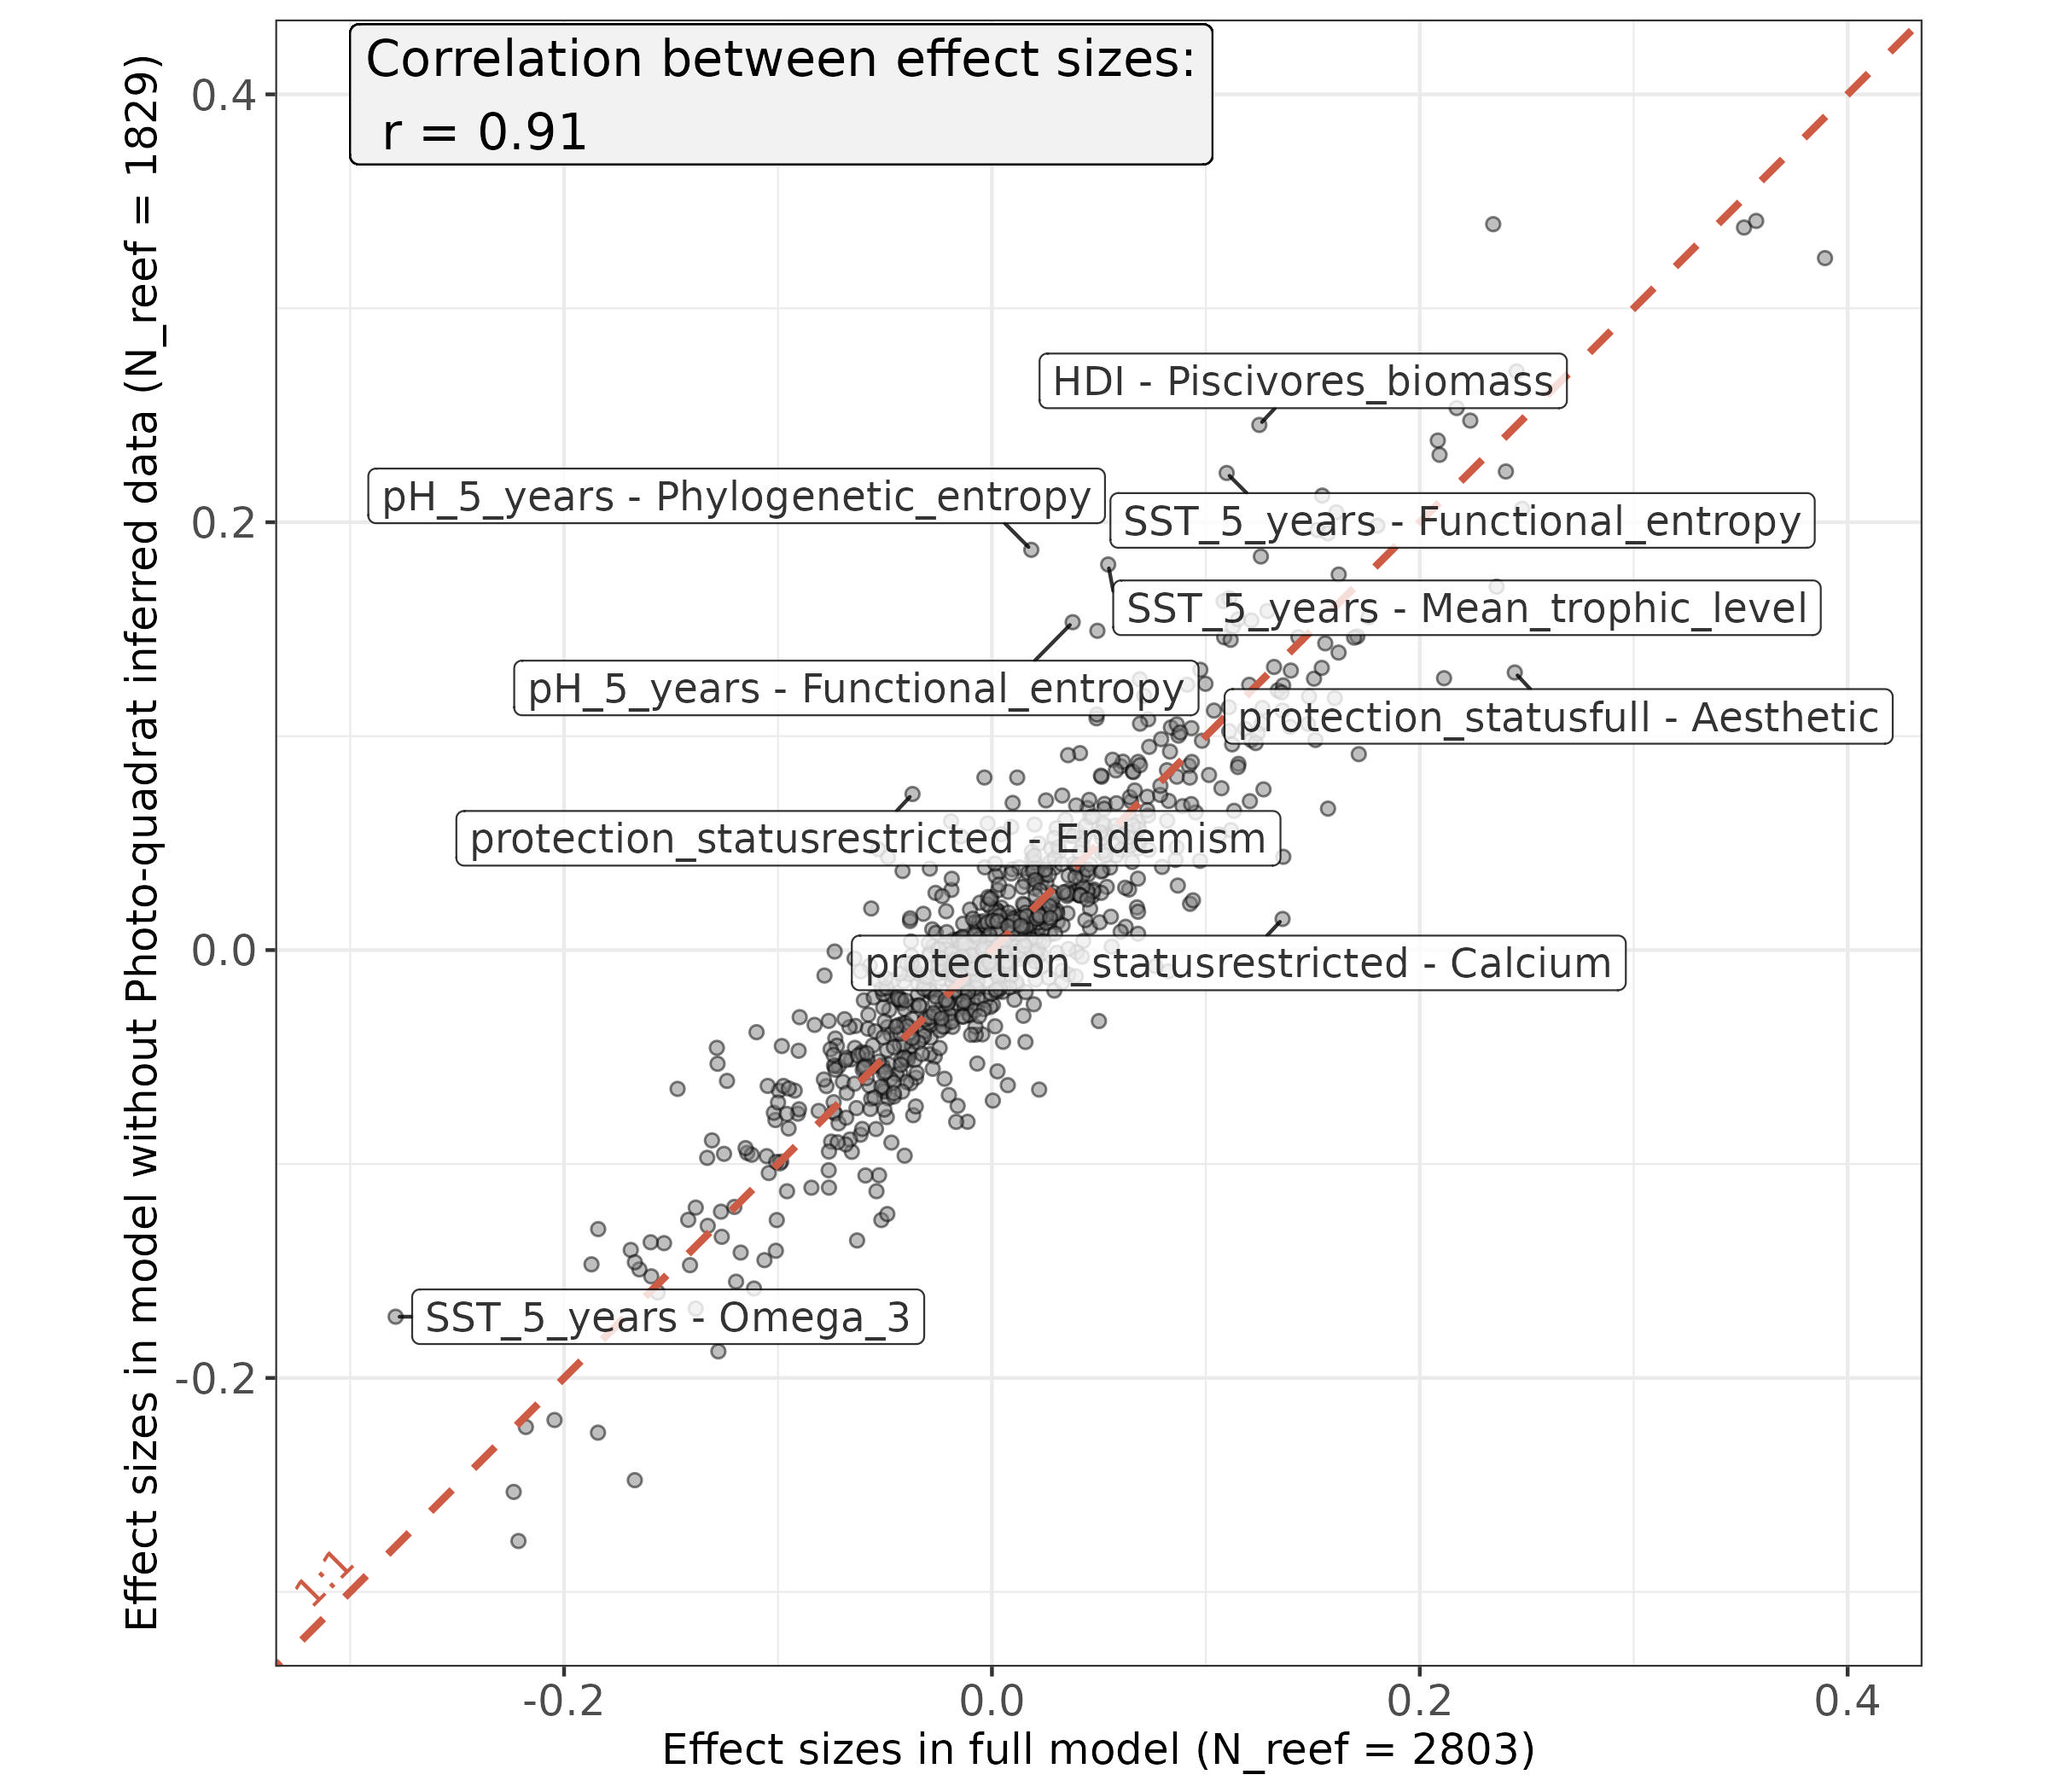 Correlation between effect sizes:
r = 0.91
Effect sizes in model without Photo-quadrat inferred data (N_reef = 1829)
0.4
0.2
0.0
-0.2
HDI - Piscivores_biomass
pH_5_years - Phylogenetic_entropy
SST_5_years - Functional_entropy
SST_5_years - Mean_trophic_level
pH_5_years - Functional_entropy
protection_statusfull - Aesthetic
protection_statusrestricted - Endemism
protection_statusrestricted - Calcium
SST_5_years - Omega_3
1:1
-0.2
0.0
0.2
0.4
Effect sizes in full model (N_reef = 2803)